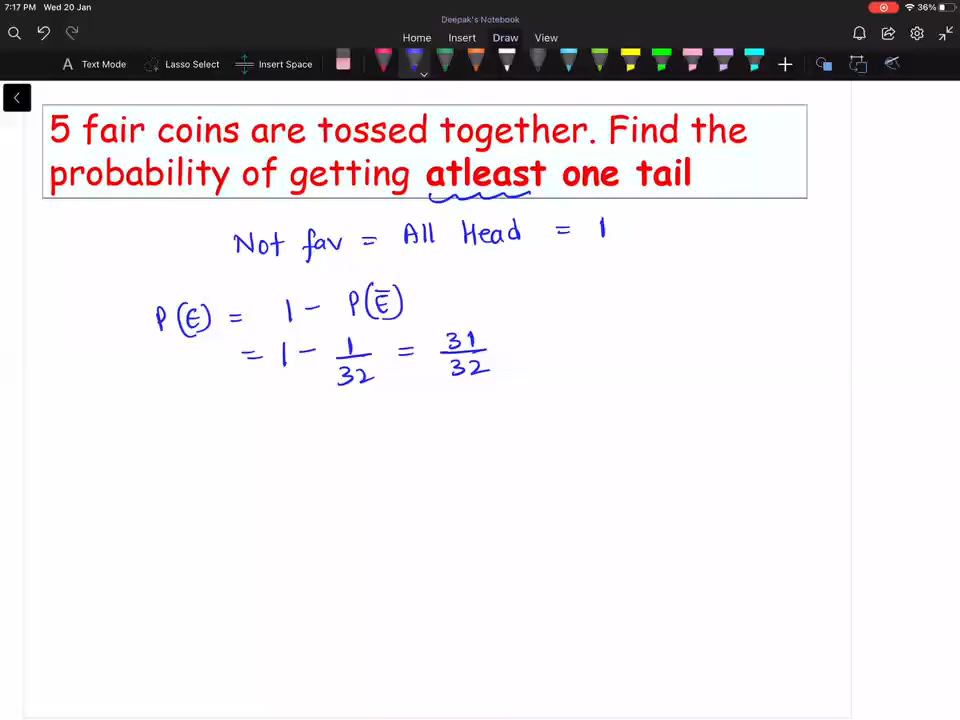 7:17 PM Wed 20 Jan
36%
Deepak's Notebook
Home Insert Draw View
A Text Mode Lasso Select Insert Space
5 fair coins are tossed together. Find the
probability of getting atleast one tail
Not fav = All Head = 1
P(E) = 1 - P(E̅)
= 1 - 1/32 = 31/32